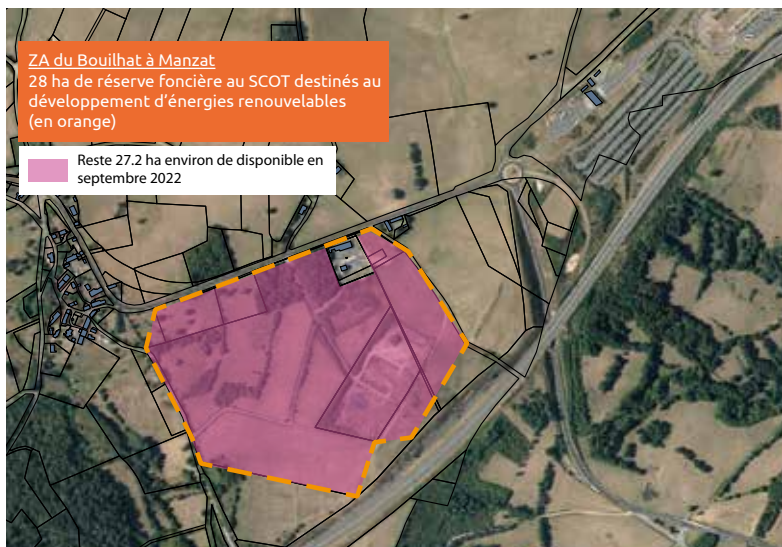 ZA du Bouilhat à Manzat
28 ha de réserve foncière au SCOT destinés au
développement d’énergies renouvelables
(en orange)
Reste 27.2 ha environ de disponible en
septembre 2022